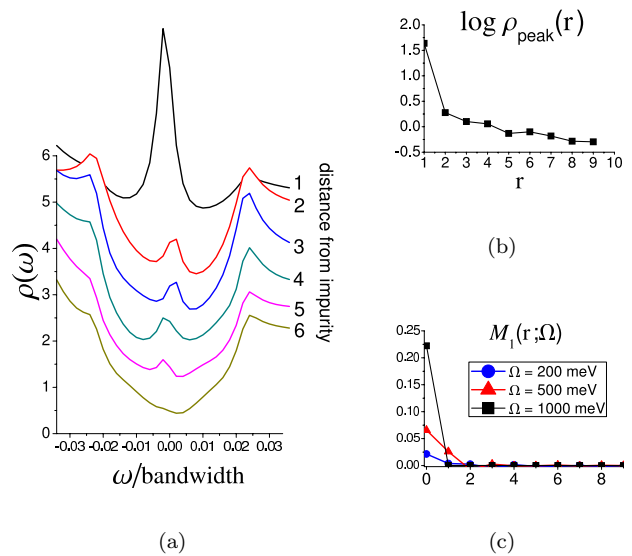 ρ(ω)
6
5
4
3
2
1
0
-0.03 -0.02 -0.01 0.00 0.01 0.02 0.03
ω/bandwidth
1
2
3
4
5
6
distance from impurity
(a)
log ρpeak(r)
2.0
1.5
1.0
0.5
0.0
-0.5
1 2 3 4 5 6 7 8 9 10
r
(b)
M1(r;Ω)
0.25
0.20
0.15
0.10
0.05
0.00
Ω = 200 meV
Ω = 500 meV
Ω = 1000 meV
0 2 4 6 8
(c)